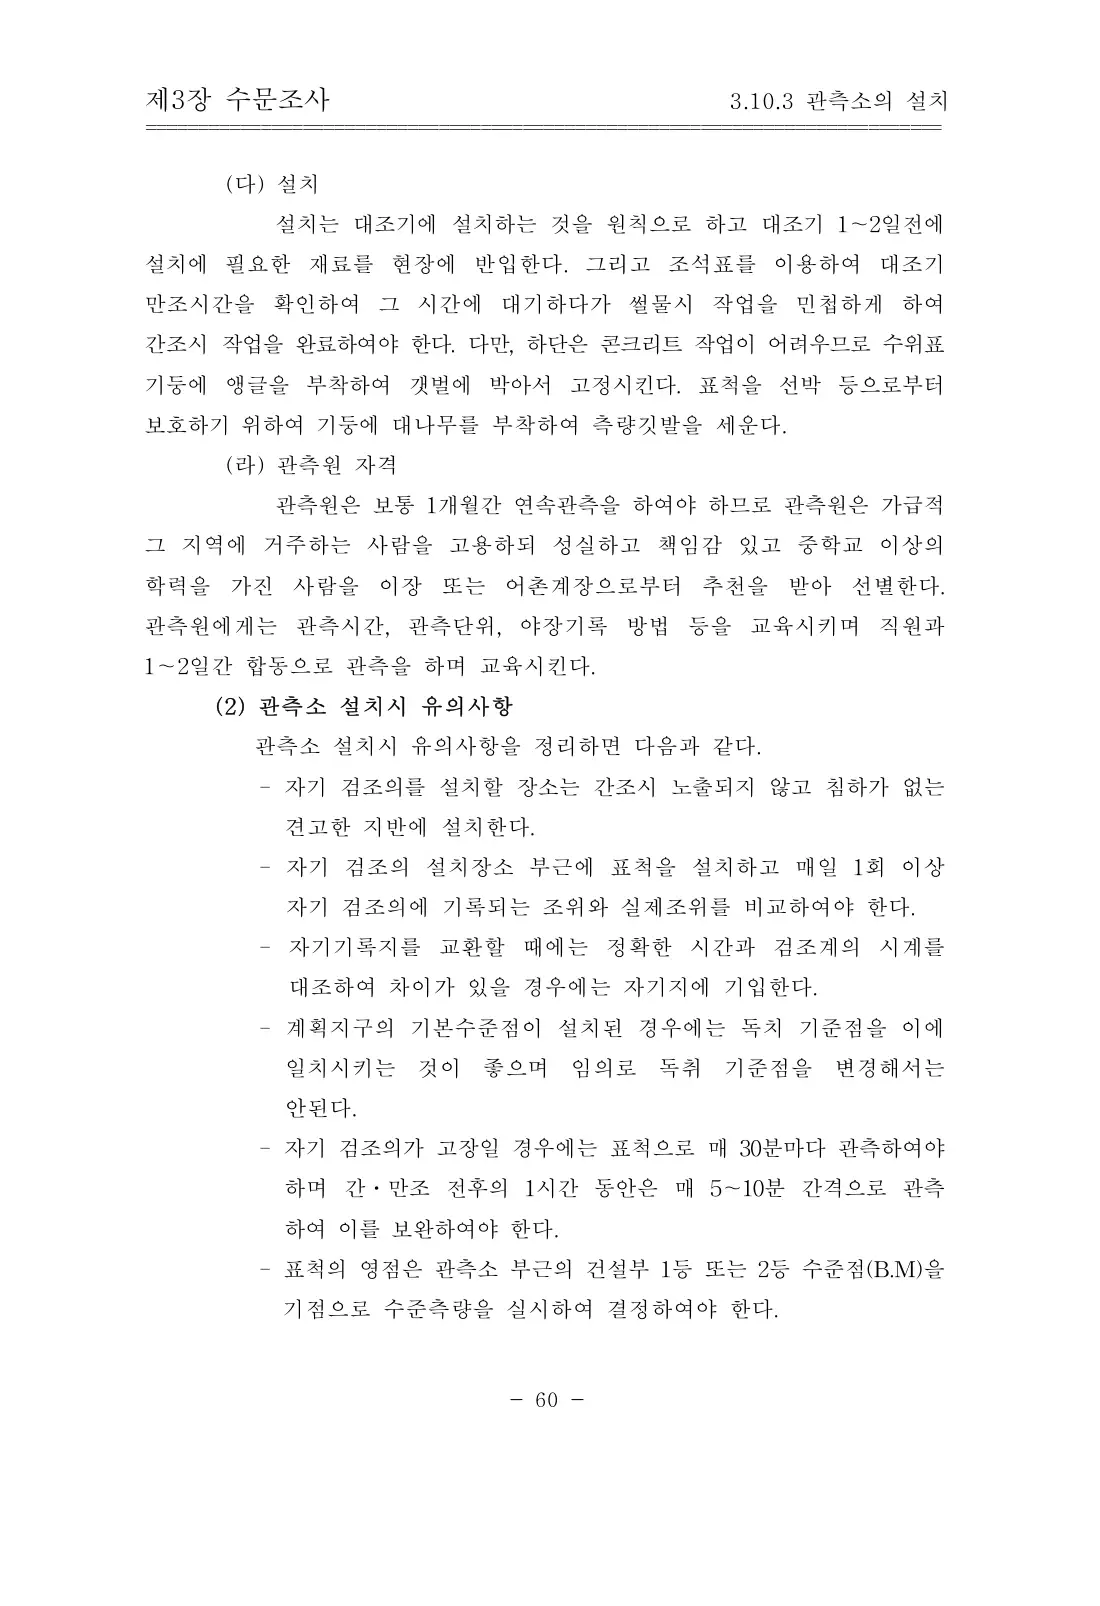 제3장 수문조사
3.10.3 관측소의 설치
(다) 설치
설치는 대조기에 설치하는 것을 원칙으로 하고 대조기 1~2일전에
설치에 필요한 재료를 현장에 반입한다. 그리고 조석표를 이용하여 대조기
만조시간을 확인하여 그 시간에 대기하다가 썰물시 작업을 민첩하게 하여
간조시 작업을 완료하여야 한다. 다만, 하단은 콘크리트 작업이 어려우므로 수위표
기둥에 앵글을 부착하여 갯벌에 박아서 고정시킨다. 표척을 선박 등으로부터
보호하기 위하여 기둥에 대나무를 부착하여 측량깃발을 세운다.
(라) 관측원 자격
관측원은 보통 1개월간 연속관측을 하여야 하므로 관측원은 가급적
그 지역에 거주하는 사람을 고용하되 성실하고 책임감 있고 중학교 이상의
학력을 가진 사람을 이장 또는 어촌계장으로부터 추천을 받아 선별한다.
관측원에게는 관측시간, 관측단위, 야장기록 방법 등을 교육시키며 직원과
1~2일간 합동으로 관측을 하며 교육시킨다.
(2) 관측소 설치시 유의사항
관측소 설치시 유의사항을 정리하면 다음과 같다.
- 자기 검조의를 설치할 장소는 간조시 노출되지 않고 침하가 없는
견고한 지반에 설치한다.
- 자기 검조의 설치장소 부근에 표척을 설치하고 매일 1회 이상
자기 검조의에 기록되는 조위와 실제조위를 비교하여야 한다.
- 자기기록지를 교환할 때에는 정확한 시간과 검조계의 시계를
대조하여 차이가 있을 경우에는 자기지에 기입한다.
- 계획지구의 기본수준점이 설치된 경우에는 독치 기준점을 이에
일치시키는 것이 좋으며 임의로 독취 기준점을 변경해서는
안된다.
- 자기 검조의가 고장일 경우에는 표척으로 매 30분마다 관측하여야
하며 간·만조 전후의 1시간 동안은 매 5~10분 간격으로 관측
하여 이를 보완하여야 한다.
- 표척의 영점은 관측소 부근의 건설부 1등 또는 2등 수준점(B.M)을
기점으로 수준측량을 실시하여 결정하여야 한다.
- 60 -